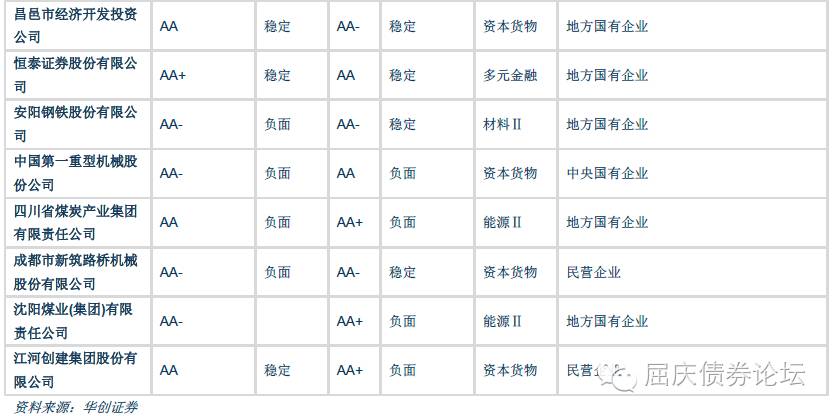 昌邑市经济开发投资
公司 AA 稳定 AA- 稳定 资本货物 地方国有企业
恒泰证券股份有限公
司 AA+ 稳定 AA 稳定 多元金融 地方国有企业
安阳钢铁股份有限公
司 AA- 负面 AA- 稳定 材料Ⅱ 地方国有企业
中国第一重型机械股
份公司 AA- 负面 AA 负面 资本货物 中央国有企业
四川省煤炭产业集团
有限责任公司 AA 负面 AA+ 负面 能源Ⅱ 地方国有企业
成都市新筑路桥机械
股份有限公司 AA- 负面 AA- 稳定 资本货物 民营企业
沈阳煤业(集团)有限
责任公司 AA- AA+ 负面 能源Ⅱ 地方国有企业
江河创建集团股份有
限公司 AA 稳定 AA+ 负面 资本货物 民营企业
屈庆债券论坛
资料来源：华创证券